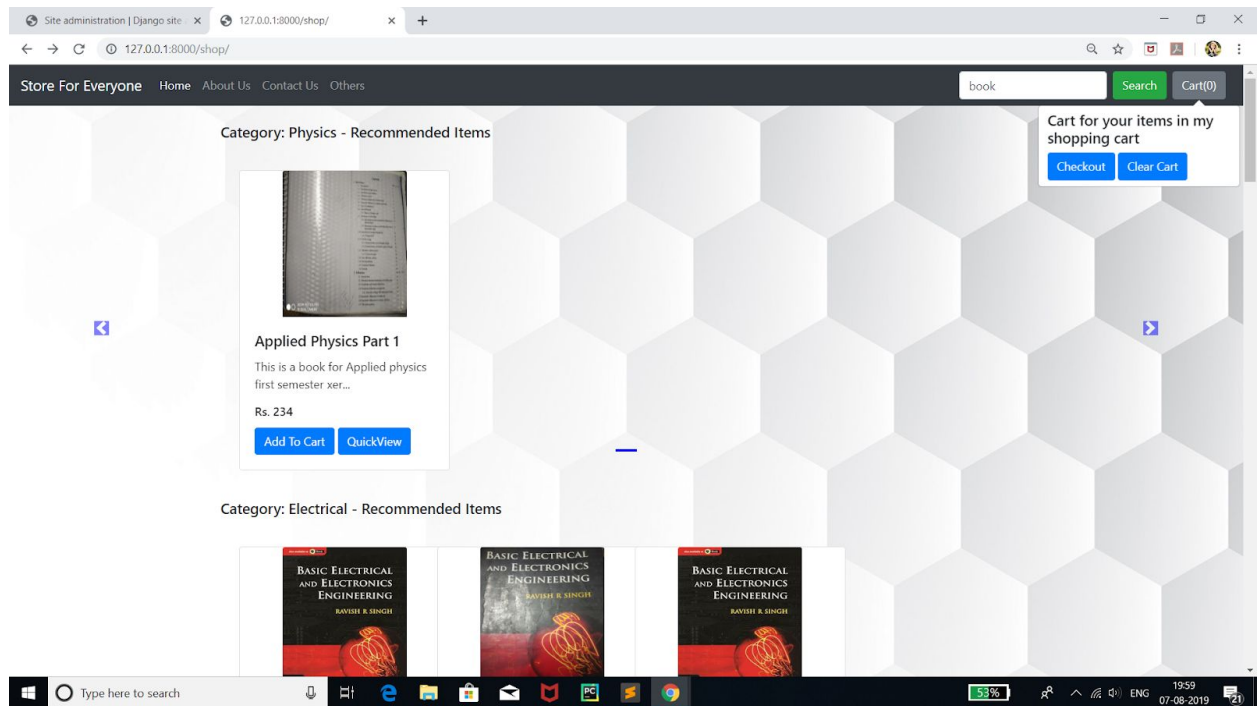 Site administration | Django site
127.0.0.1:8000/shop/
127.0.0.1:8000/shop/
Store For Everyone Home About Us Contact Us Others book Search Cart(0)
Cart for your items in my
shopping cart
Checkout Clear Cart
Category: Physics - Recommended Items
Applied Physics Part 1
This is a book for Applied physics
first semester xer...
Rs. 234
Add To Cart QuickView
Category: Electrical - Recommended Items
BASIC ELECTRICAL
AND ELECTRONICS
ENGINEERING
RAVISH R SINGH
BASIC ELECTRICAL
AND ELECTRONICS
ENGINEERING
RAVISH R SINGH
BASIC ELECTRICAL
AND ELECTRONICS
ENGINEERING
RAVISH R SINGH
Type here to search
PC
53%
ENG
19:59
07-08-2019
21